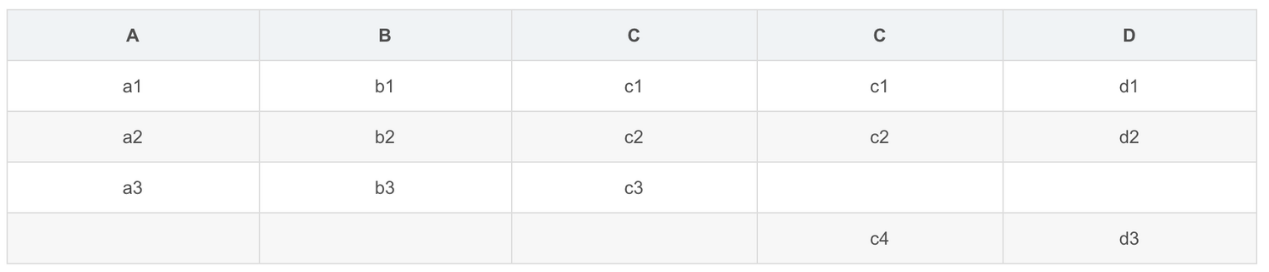 A B C C D
a1 b1 c1 c1 d1
a2 b2 c2 c2 d2
a3 b3 c3
c4 d3